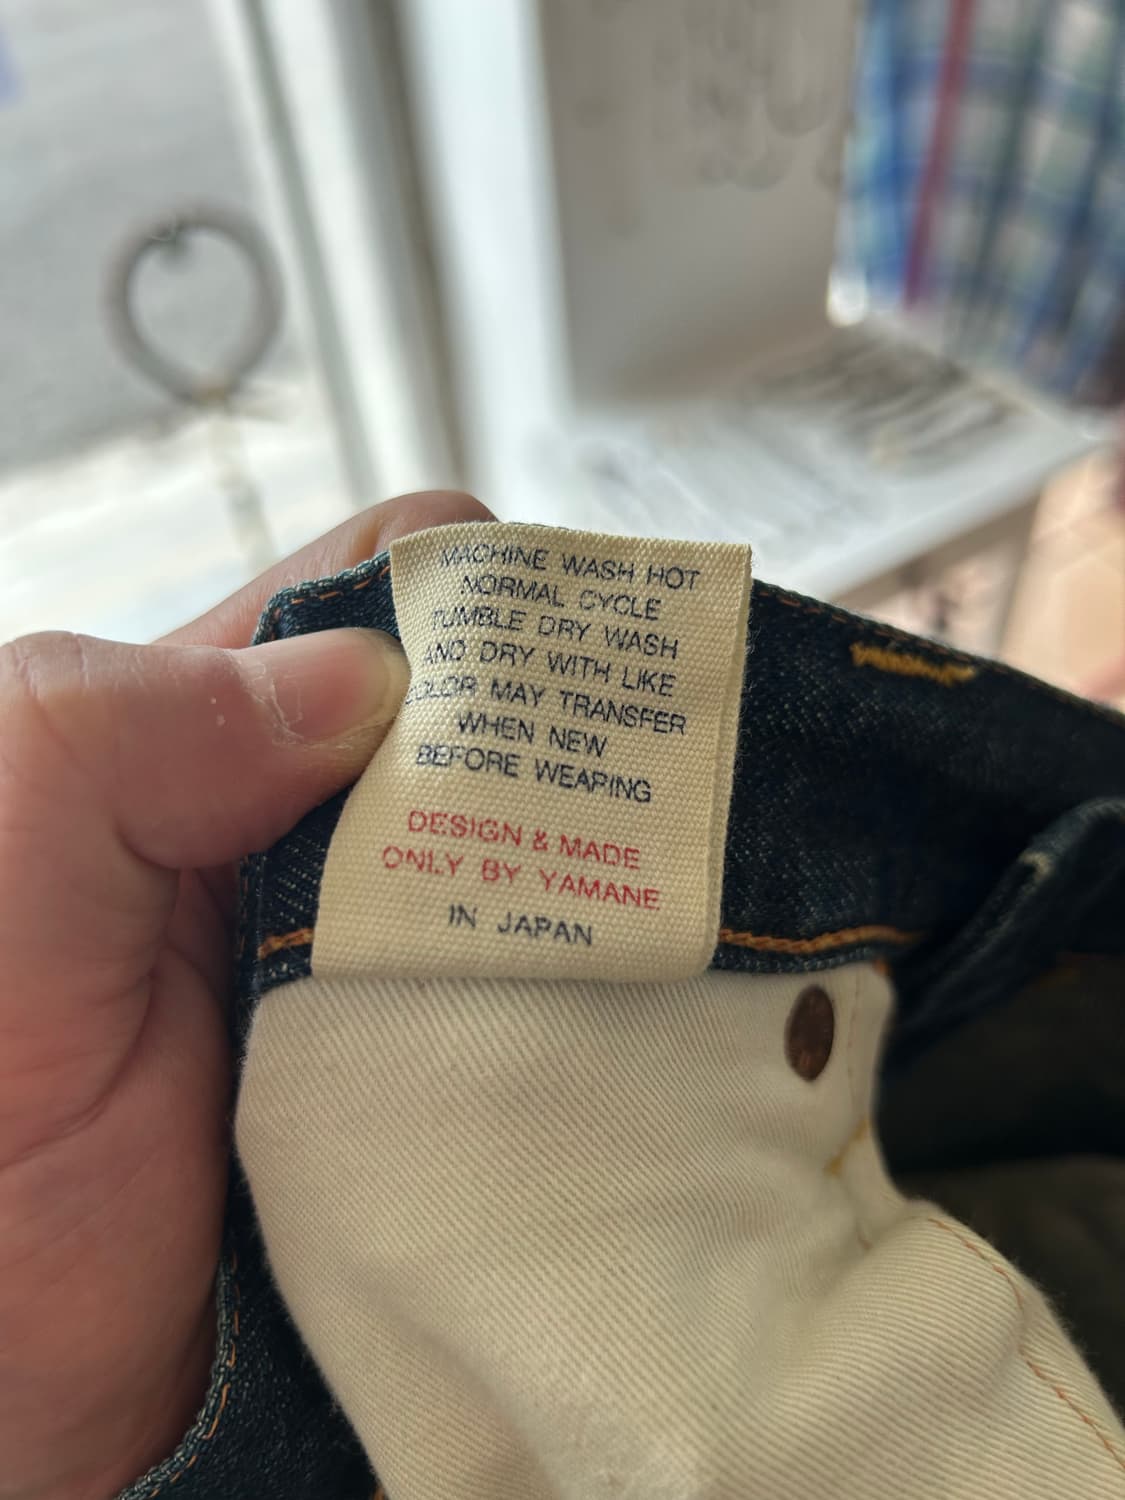 MACHINE WASH HOT
NORMAL CYCLE
TUMBLE DRY WASH
AND DRY WITH LIKE
COLOR MAY TRANSFER
WHEN NEW
BEFORE WEARING
DESIGN & MADE
ONLY BY YAMANE
IN JAPAN